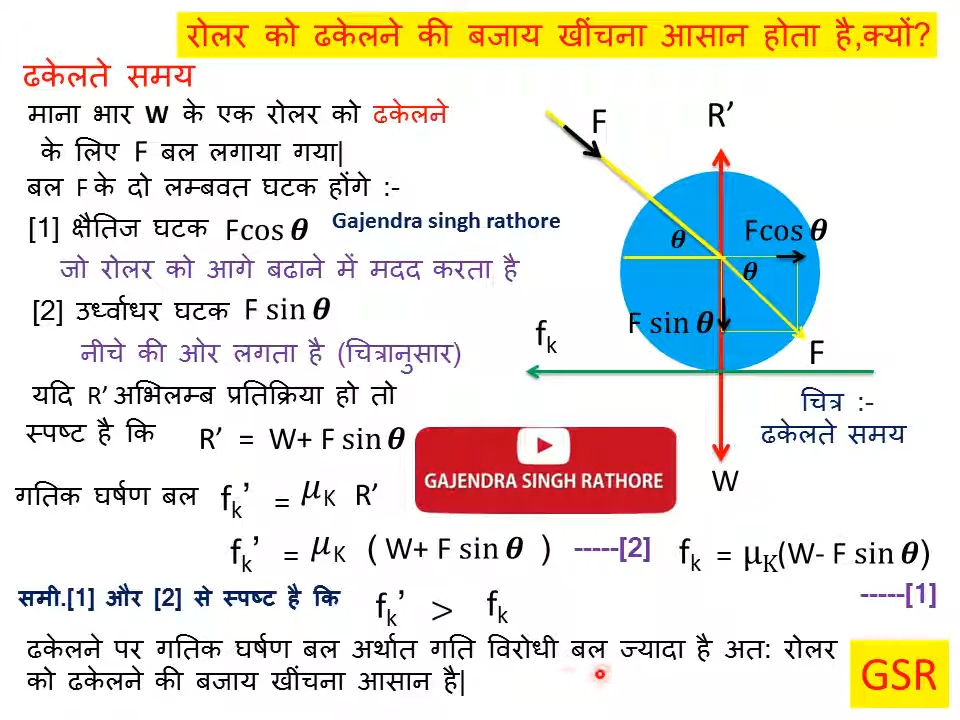 रोलर को ढकेलने की बजाय खींचना आसान होता है,क्यों?
ढकेलते समय
माना भार W के एक रोलर को ढकेलने
के लिए F बल लगाया गया|
बल F के दो लम्बवत घटक होंगे :-
[1] क्षैतिज घटक Fcos θ
Gajendra singh rathore
जो रोलर को आगे बढाने में मदद करता है
[2] उर्ध्वाधर घटक F sin θ
नीचे की ओर लगता है (चित्रानुसार)
यदि R’ अभिलम्ब प्रतिक्रिया हो तो
स्पष्ट है कि R’ = W+ F sin θ
गतिक घर्षण बल fk’ = μK R’
fk’ = μK ( W+ F sin θ ) -----[2]
fk = μK(W- F sin θ)
-----[1]
समी.[1] और [2] से स्पष्ट है कि fk’ > fk
ढकेलने पर गतिक घर्षण बल अर्थात गति विरोधी बल ज्यादा है अत: रोलर
को ढकेलने की बजाय खींचना आसान है|
F
R’
θ
Fcos θ
θ
F sin θ
fk
F
चित्र :-
ढकेलते समय
W
GAJENDRA SINGH RATHORE
GSR